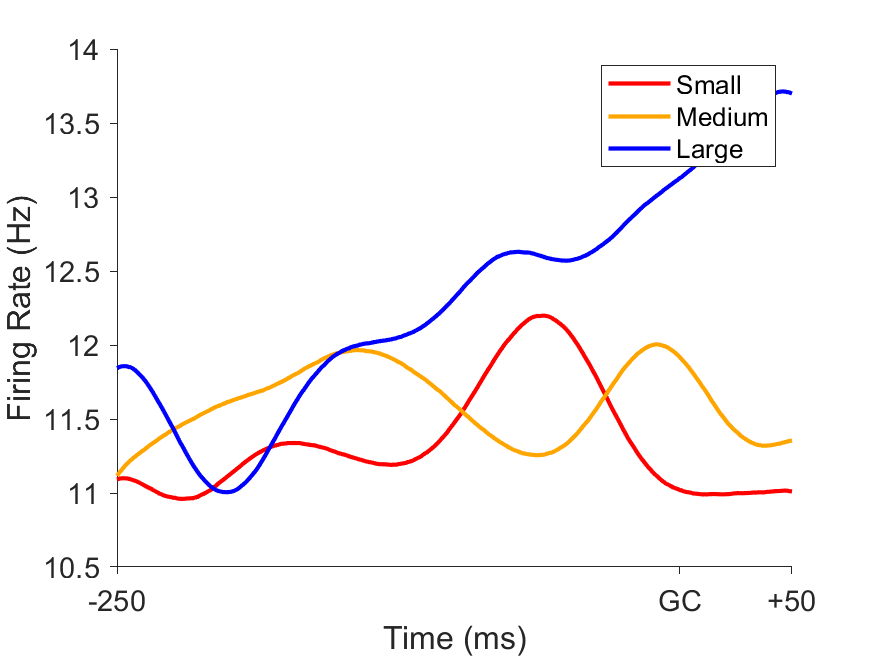 14
13.5
13
12.5
12
11.5
11
10.5
Firing Rate (Hz)
Small
Medium
Large
-250
GC
+50
Time (ms)